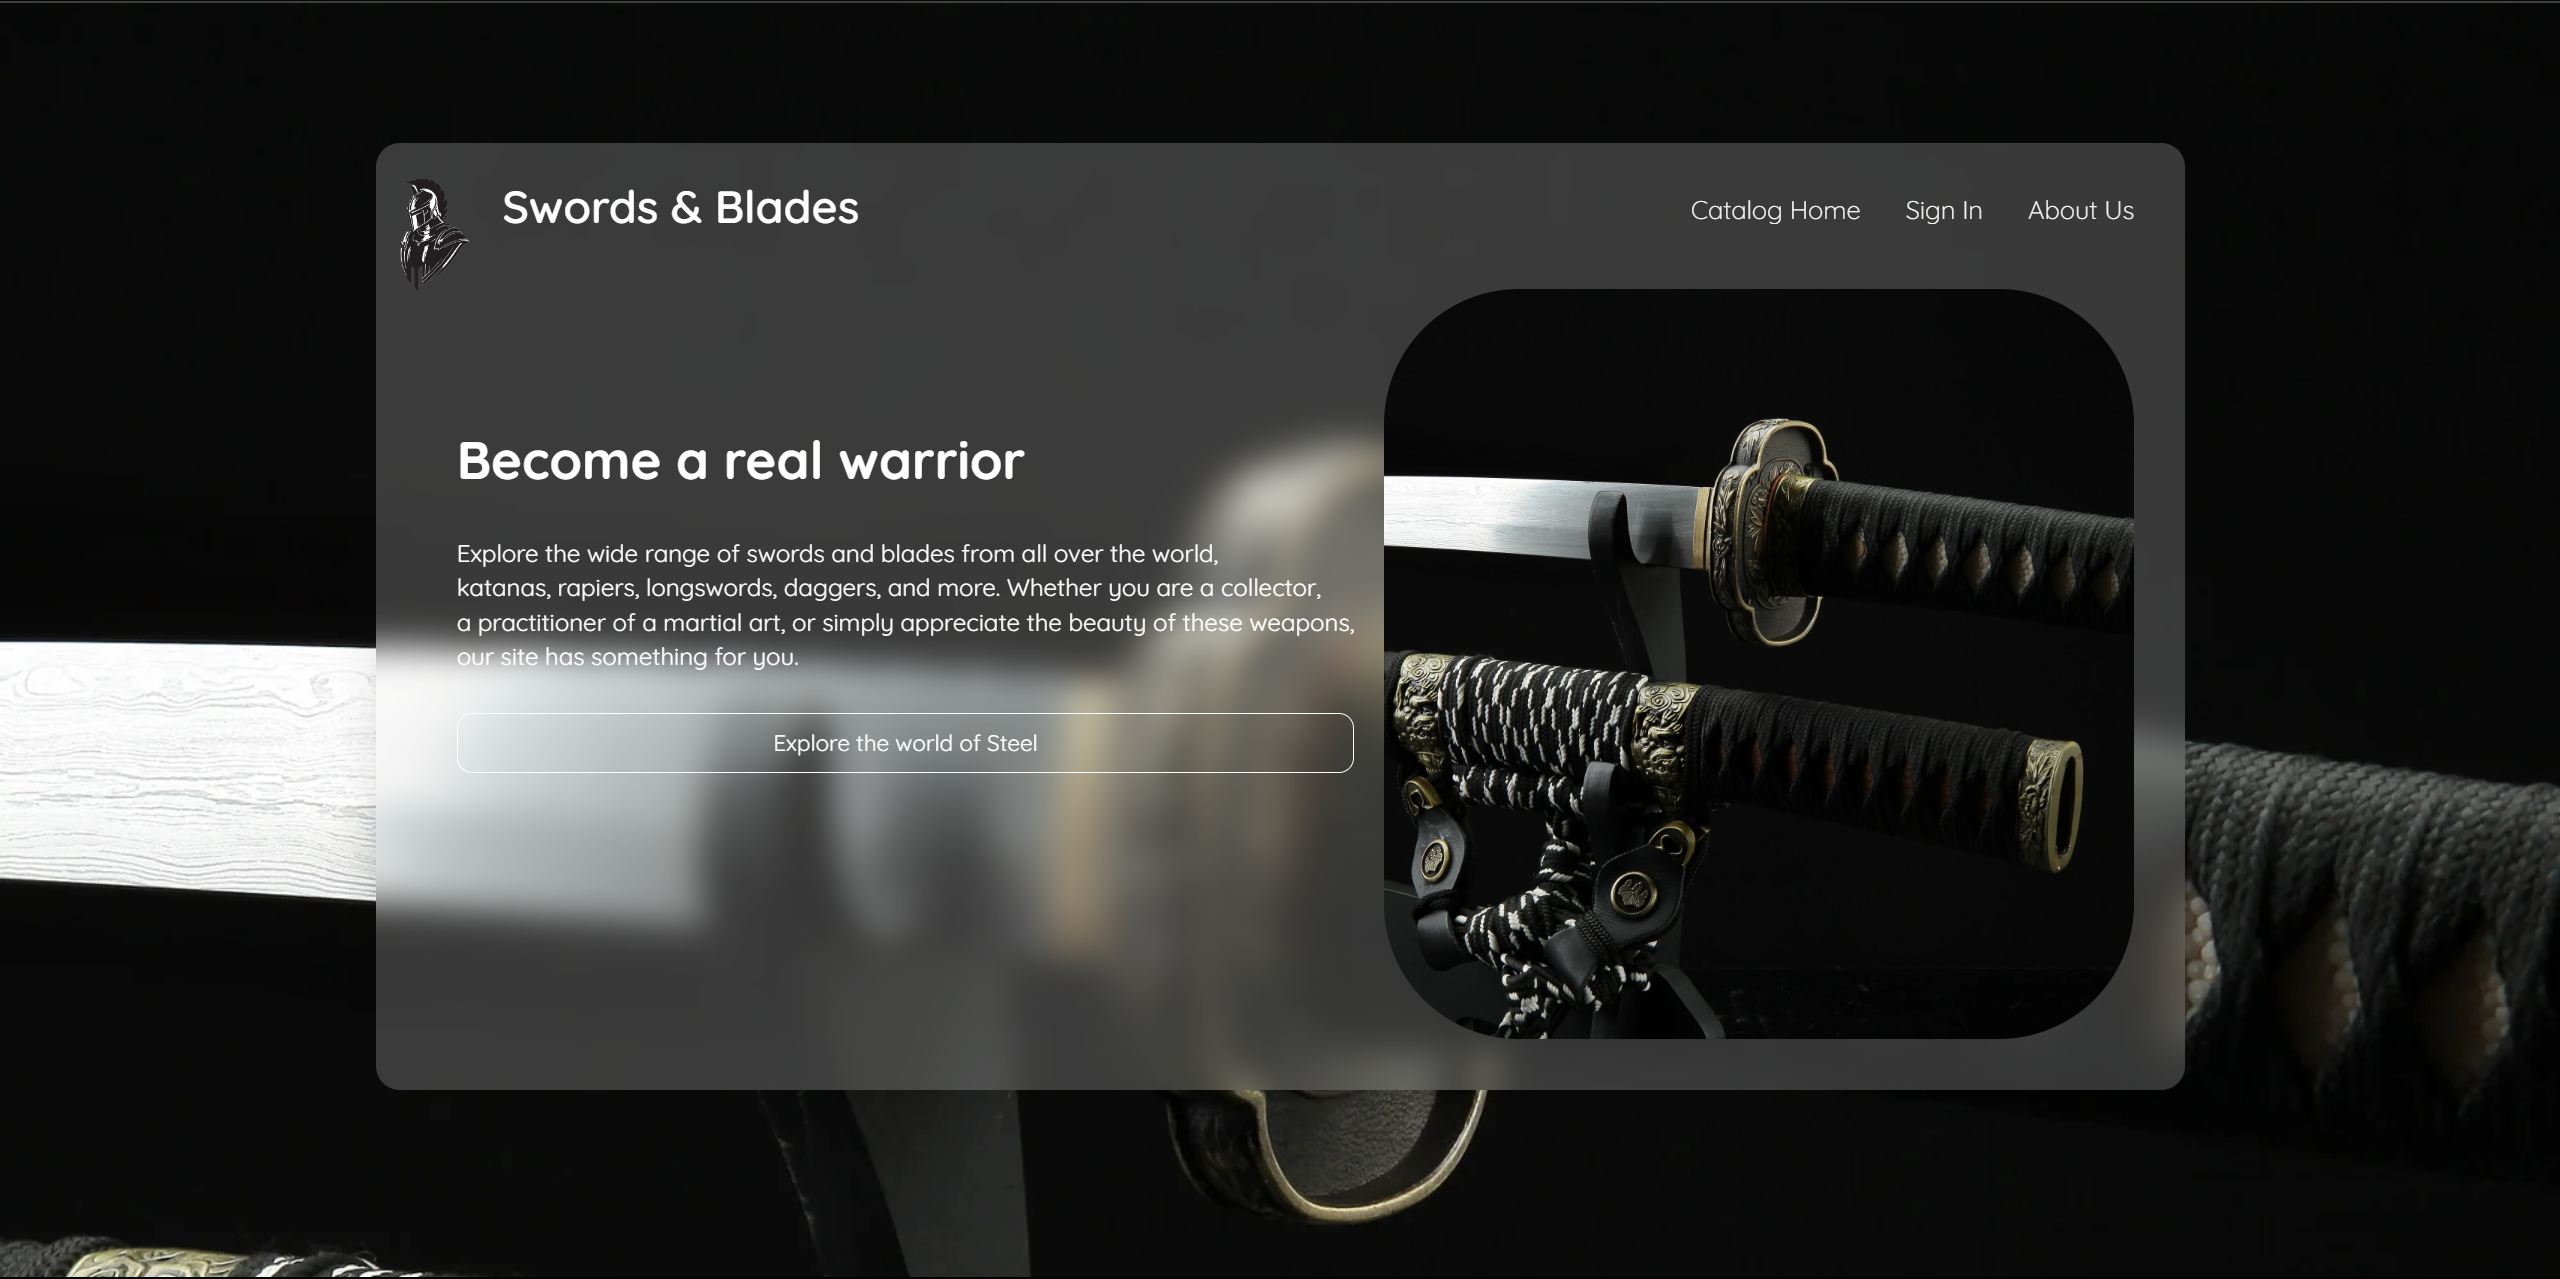 Swords & Blades
Catalog Home
Sign In
About Us
Become a real warrior
Explore the wide range of swords and blades from all over the world,
katanas, rapiers, longswords, daggers, and more. Whether you are a collector,
a practitioner of a martial art, or simply appreciate the beauty of these weapons,
our site has something for you.
Explore the world of Steel